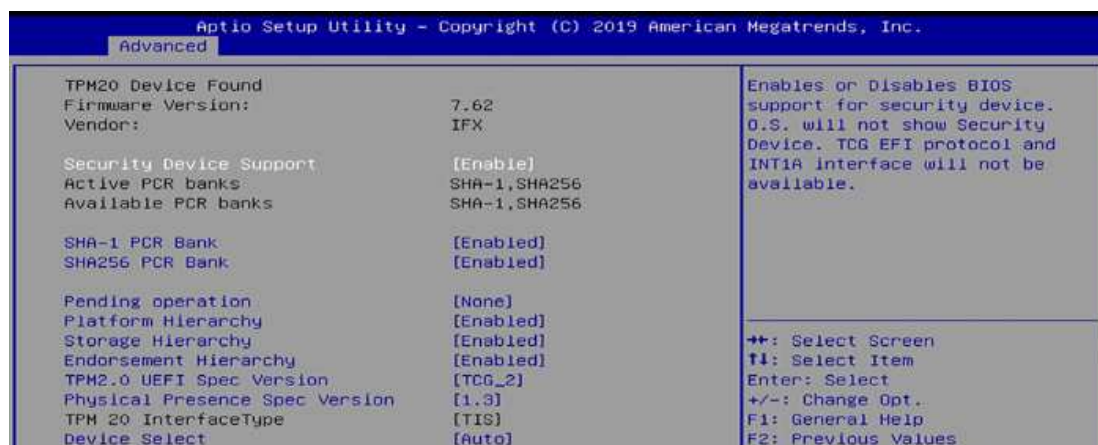 Aptio Setup Utility – Copyright (C) 2019 American Megatrends, Inc.
Advanced
TPM20 Device Found
Firmware Version: 7.62
Vendor: IFX
Security Device Support [Enable]
Active PCR banks SHA-1,SHA256
Available PCR banks SHA-1,SHA256
SHA-1 PCR Bank [Enabled]
SHA256 PCR Bank [Enabled]
Pending operation [None]
Platform Hierarchy [Enabled]
Storage Hierarchy [Enabled]
Endorsement Hierarchy [Enabled]
TPM2.0 UEFI Spec Version [TCG_2]
Physical Presence Spec Version [1.3]
TPM 20 InterfaceType [TIS]
Device Select [Auto]
Enables or Disables BIOS
support for security device.
O.S. will not show Security
Device. TCG EFI protocol and
INT1A interface will not be
available.
→←: Select Screen
↑↓: Select Item
Enter: Select
+/-: Change Opt.
F1: General Help
F2: Previous Values